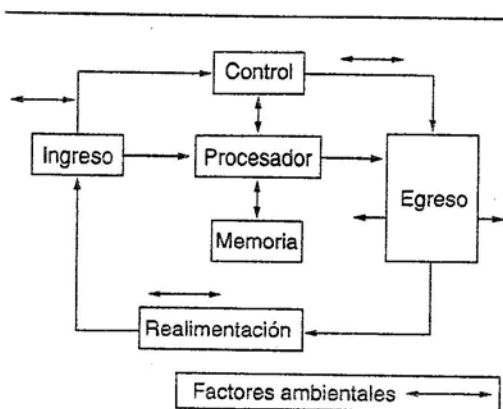 Control
Ingreso
Procesador
Egreso
Memoria
Realimentación
Factores ambientales